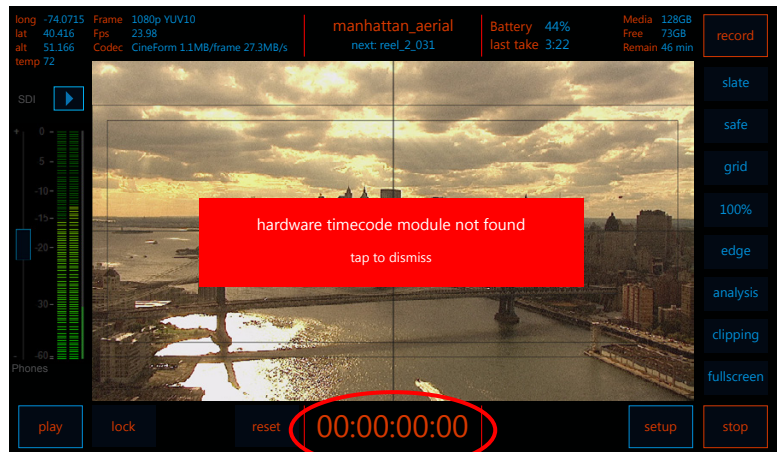 long -74.0715
lat 40.416
alt 51.166
temp 72
Frame 1080p YUV10
Fps 23.98
Codec CineForm 1.1MB/frame 27.3MB/s
manhattan_aerial
next: reel_2_031
Battery 44%
last take 3:22
Media 128GB
Free 73GB
Remain 46 min
record
SDI
slate
safe
grid
100%
edge
analysis
clipping
fullscreen
+ 0 -
5 -
-10-
-15-
-20-
30-
- -60-
Phones
hardware timecode module not found
tap to dismiss
play
lock
reset
00:00:00:00
setup
stop